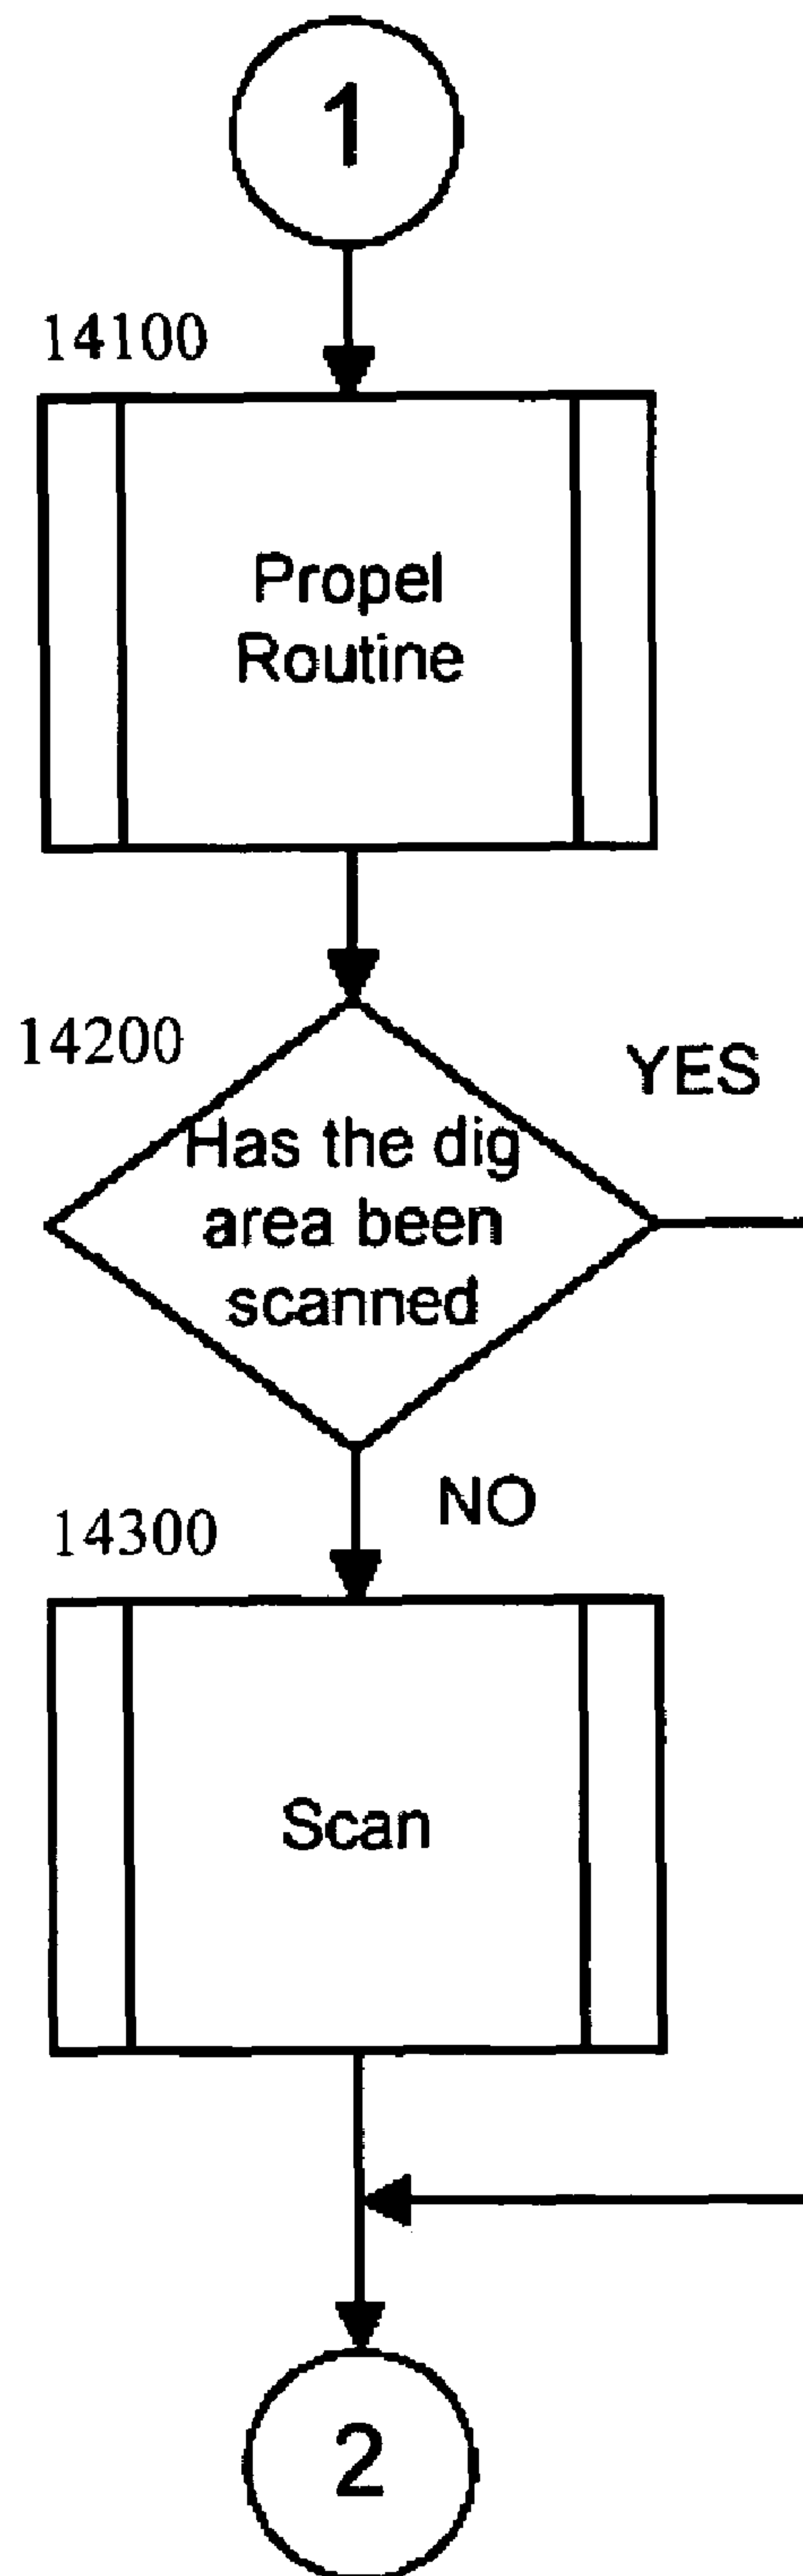 1
14100
Propel
Routine
14200
YES
Has the dig
area been
scanned
NO
14300
Scan
2